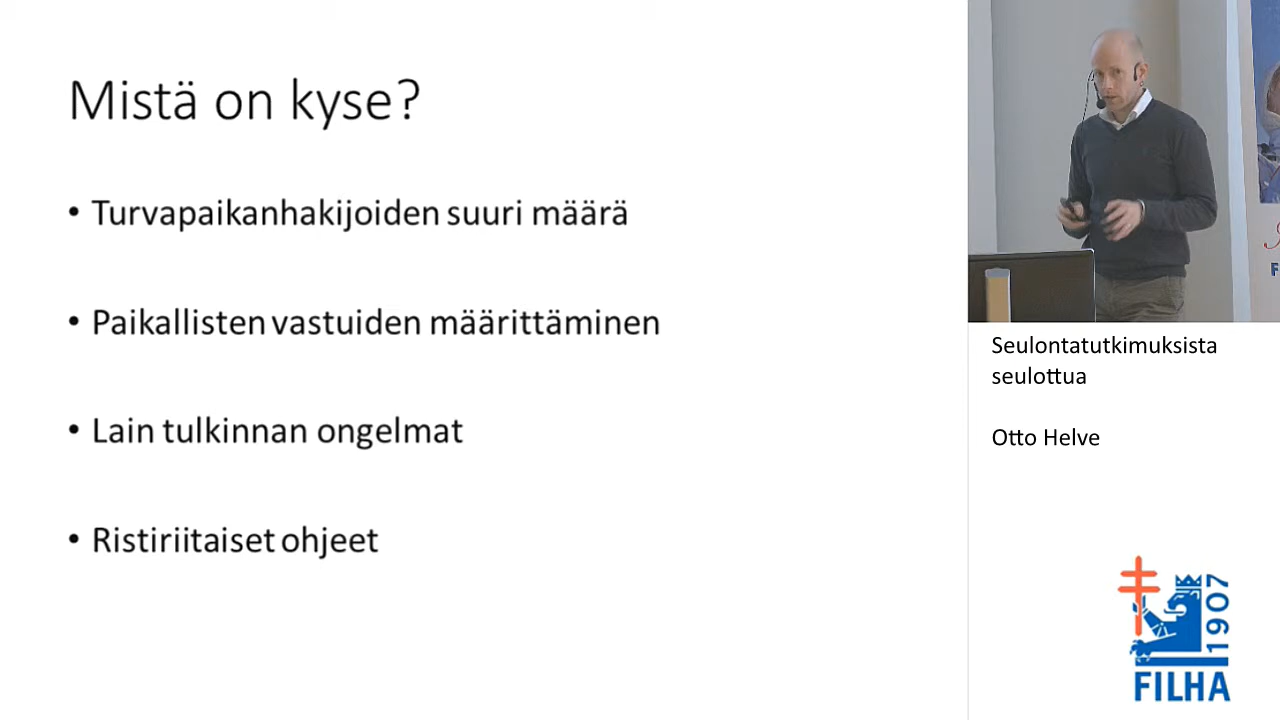 Mistä on kyse?
• Turvapaikanhakijoiden suuri määrä
• Paikallisten vastuiden määrittäminen
• Lain tulkinnan ongelmat
• Ristiriitaiset ohjeet
Seulontatutkimuksista
seulottua
Otto Helve
1907
FILHA